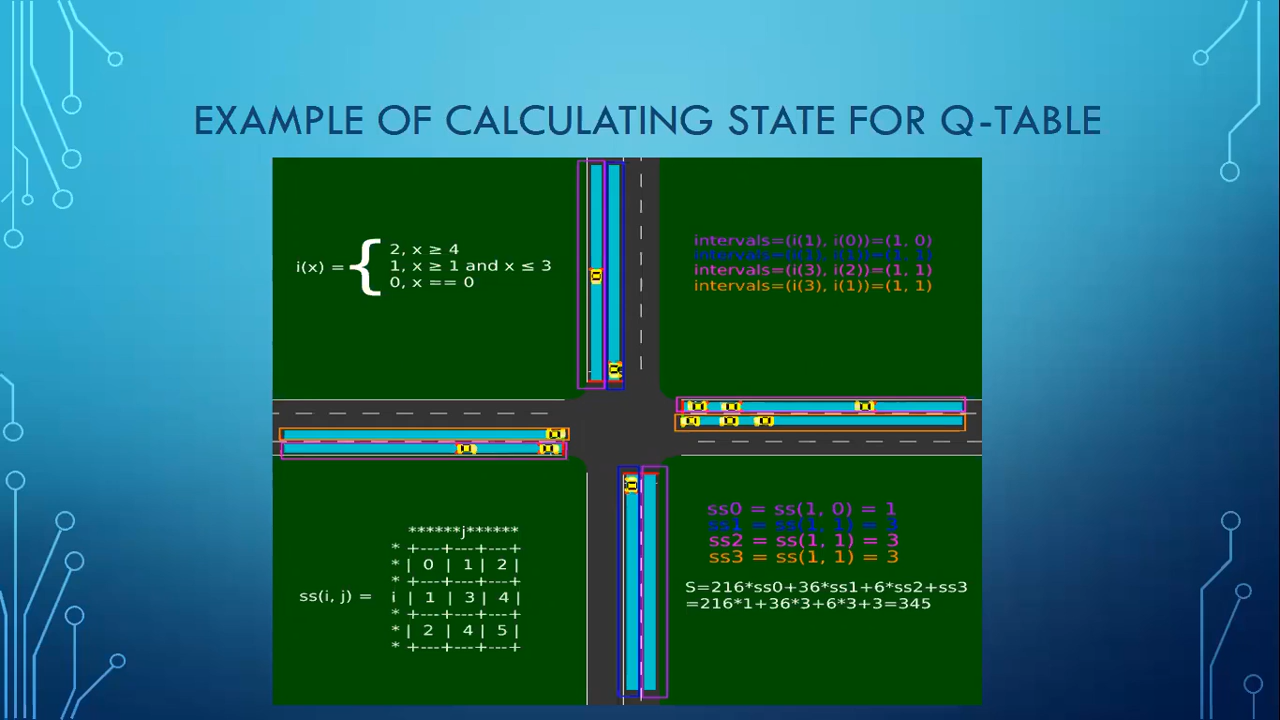 EXAMPLE OF CALCULATING STATE FOR Q-TABLE
2, x ≥ 4
i(x) = { 1, x ≥ 1 and x ≤ 3
0, x == 0
intervals=(i(1), i(0))=(1, 0)
intervals=(i(1), i(1))=(1, 1)
intervals=(i(3), i(2))=(1, 1)
intervals=(i(3), i(1))=(1, 1)
******j******
* +---+---+---+
* | 0 | 1 | 2 |
* +---+---+---+
ss(i, j) = i | 1 | 3 | 4 |
* +---+---+---+
* | 2 | 4 | 5 |
* +---+---+---+
ss0 = ss(1, 0) = 1
ss1 = ss(1, 1) = 3
ss2 = ss(1, 1) = 3
ss3 = ss(1, 1) = 3
S=216*ss0+36*ss1+6*ss2+ss3
=216*1+36*3+6*3+3=345